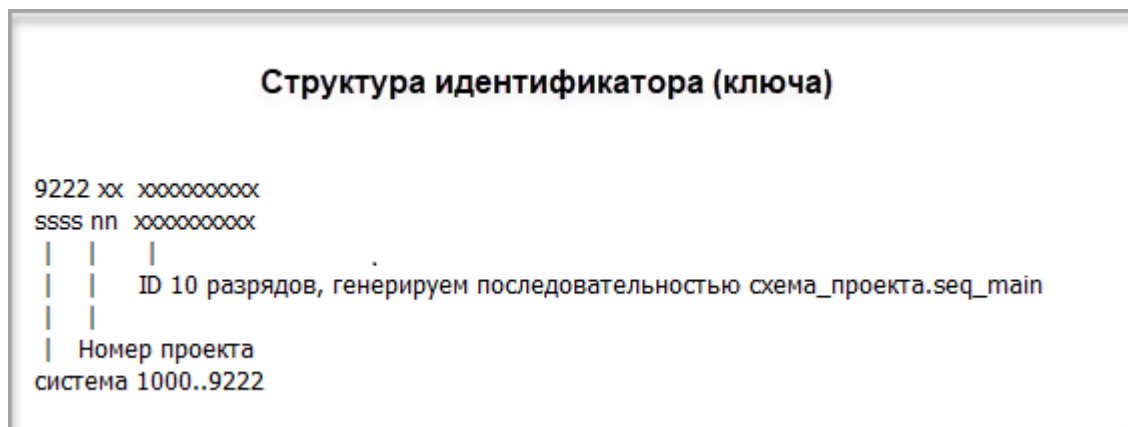 Структура идентификатора (ключа)
9222 xx xxxxxxxxxx
ssss nn xxxxxxxxxx
| | | .
| | ID 10 разрядов, генерируем последовательностью схема_проекта.seq_main
| |
| Номер проекта
система 1000..9222